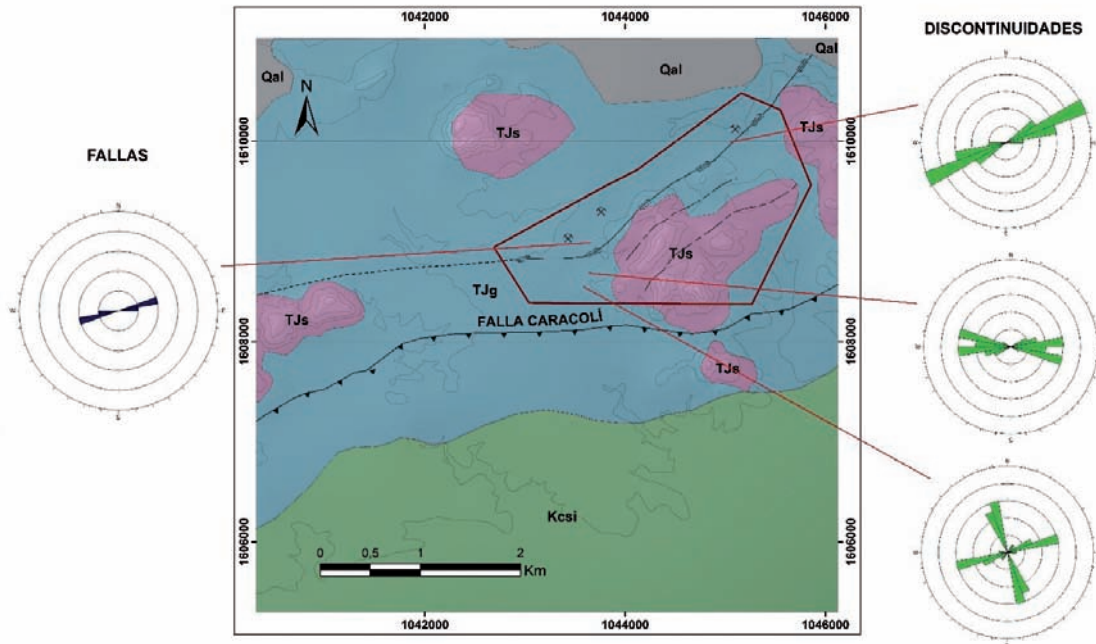 1042000 1044000 1046000
DISCONTINUIDADES
Qal Qal Qal
N
TJs TJs
1610000 1610000
FALLAS
N
W E
S
TJs
TJg
TJs
FALLA CARACOLÍ
1608000 1608000
TJs
Kcsi
1606000 1606000
0 0,5 1 2
Km
1042000 1044000 1046000